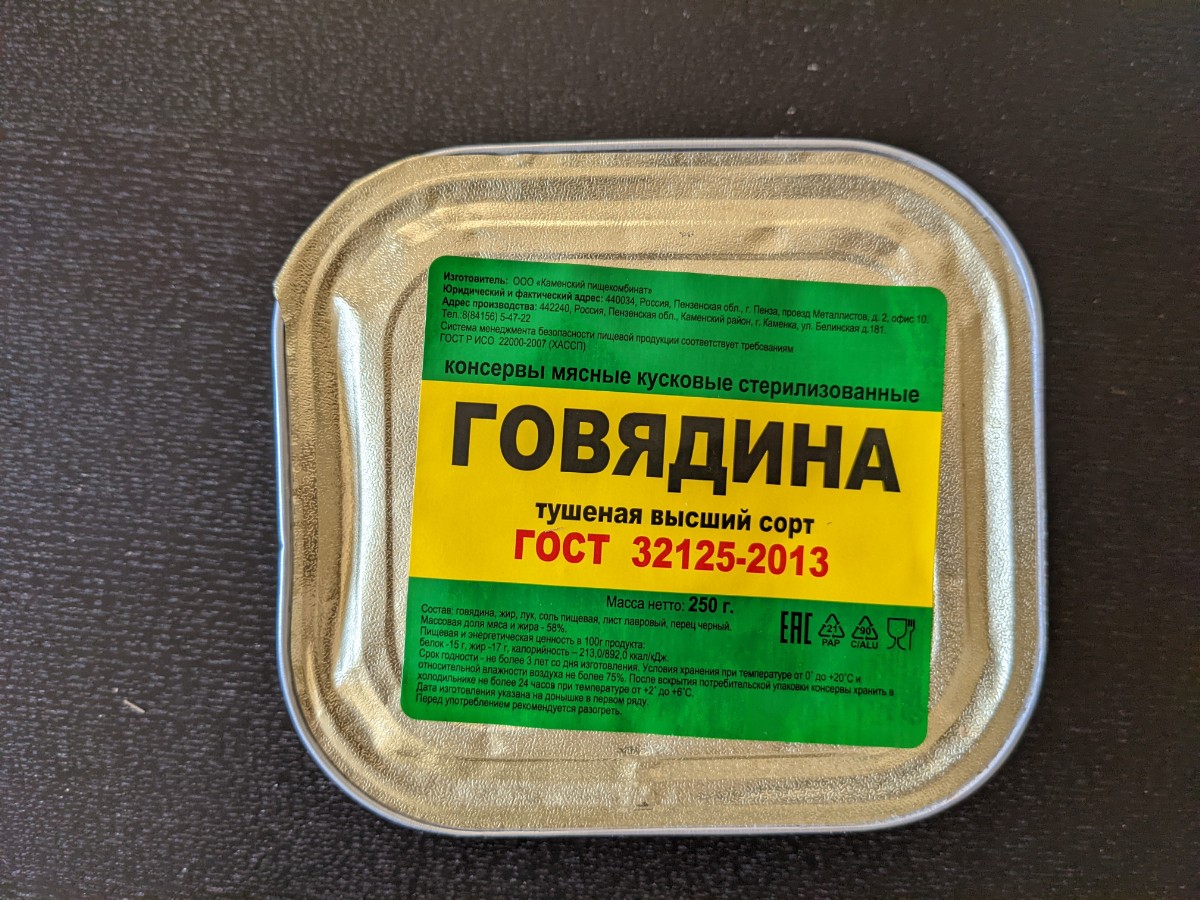 Изготовитель: ООО «Каменский пищекомбинат»
Юридический и фактический адрес: 440034, Россия, Пензенская обл., г. Пенза, проезд Металлистов, д. 2, офис 10.
Адрес производства: 442240, Россия, Пензенская обл., Каменский район, г. Каменка, ул. Белинская д.181.
Тел.:8(84156) 5-47-22
Система менеджмента безопасности пищевой продукции соответствует требованиям
ГОСТ Р ИСО 22000-2007 (ХАССП)
консервы мясные кусковые стерилизованные
ГОВЯДИНА
тушеная высший сорт
ГОСТ 32125-2013
Масса нетто: 250 г.
Состав: говядина, жир, лук, соль пищевая, лист лавровый, перец черный.
Массовая доля мяса и жира - 58%.
Пищевая и энергетическая ценность в 100г продукта:
белок -15 г, жир -17 г, калорийность – 213,0/892,0 ккал/кДж.
Срок годности - не более 3 лет со дня изготовления. Условия хранения при температуре от 0˚ до +20˚С и
относительной влажности воздуха не более 75%. После вскрытия потребительской упаковки консервы хранить в
холодильнике не более 24 часов при температуре от +2˚ до +6˚С.
Дата изготовления указана на донышке в первом ряду.
Перед употреблением рекомендуется разогреть.
EAC
21
PAP
90
C/ALU